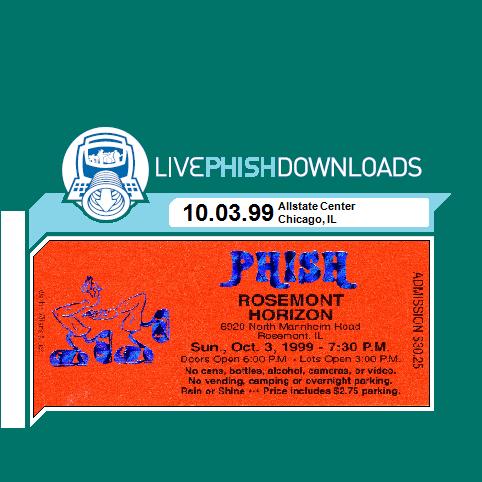 LIVEPHISHDOWNLOADS
10.03.99 Allstate Center
Chicago, IL
PHISH
ROSEMONT
HORIZON
6920 North Mannheim Road
Rosemont, IL
Sun., Oct. 3, 1999 - 7:30 P.M.
Doors Open 6:00 P.M. • Lots Open 3:00 P.M.
No cans, bottles, alcohol, cameras, or video.
No vending, camping or overnight parking.
Rain or Shine ••• Price includes $2.75 parking.
ADMISSION $30.25